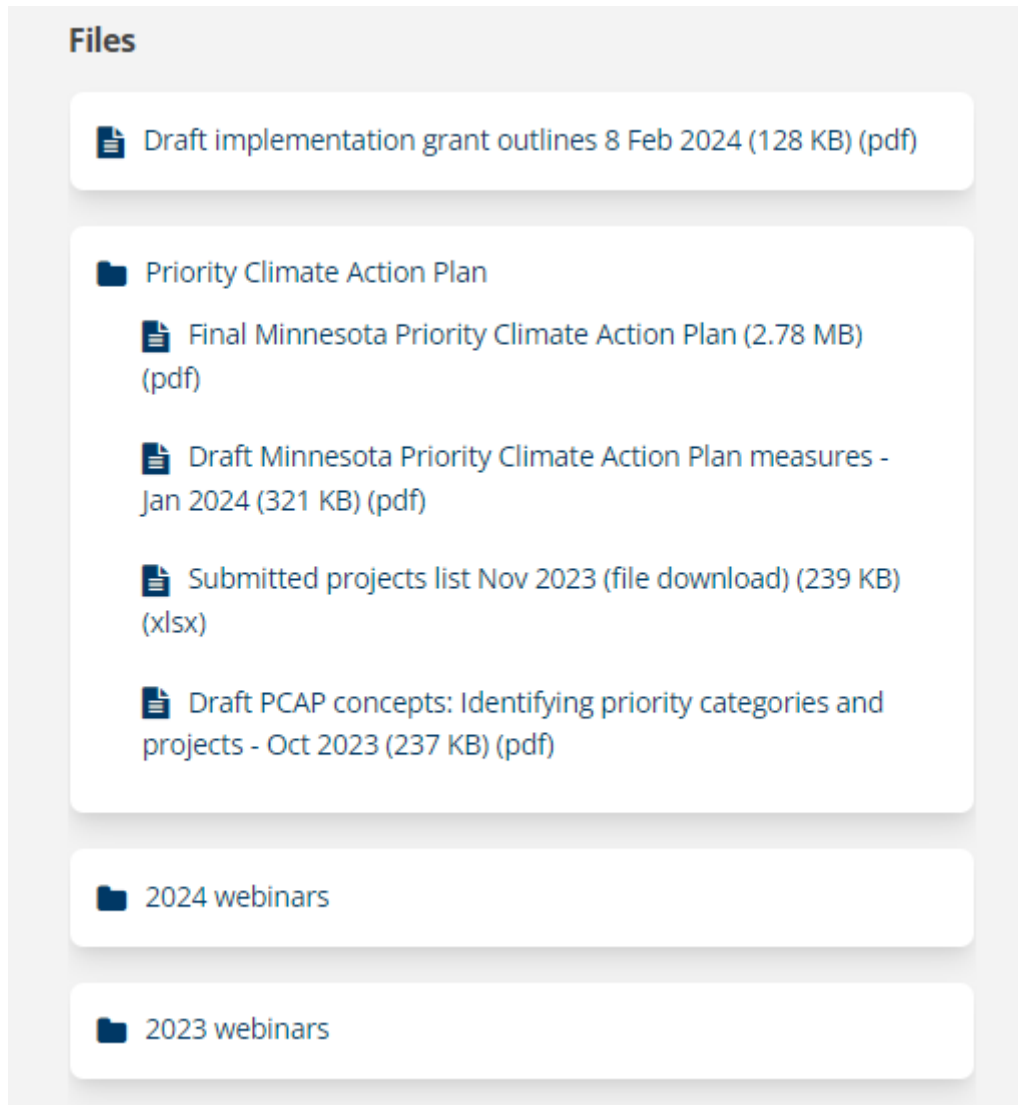 Files
Draft implementation grant outlines 8 Feb 2024 (128 KB) (pdf)
Priority Climate Action Plan
Final Minnesota Priority Climate Action Plan (2.78 MB)
(pdf)
Draft Minnesota Priority Climate Action Plan measures -
Jan 2024 (321 KB) (pdf)
Submitted projects list Nov 2023 (file download) (239 KB)
(xlsx)
Draft PCAP concepts: Identifying priority categories and
projects - Oct 2023 (237 KB) (pdf)
2024 webinars
2023 webinars